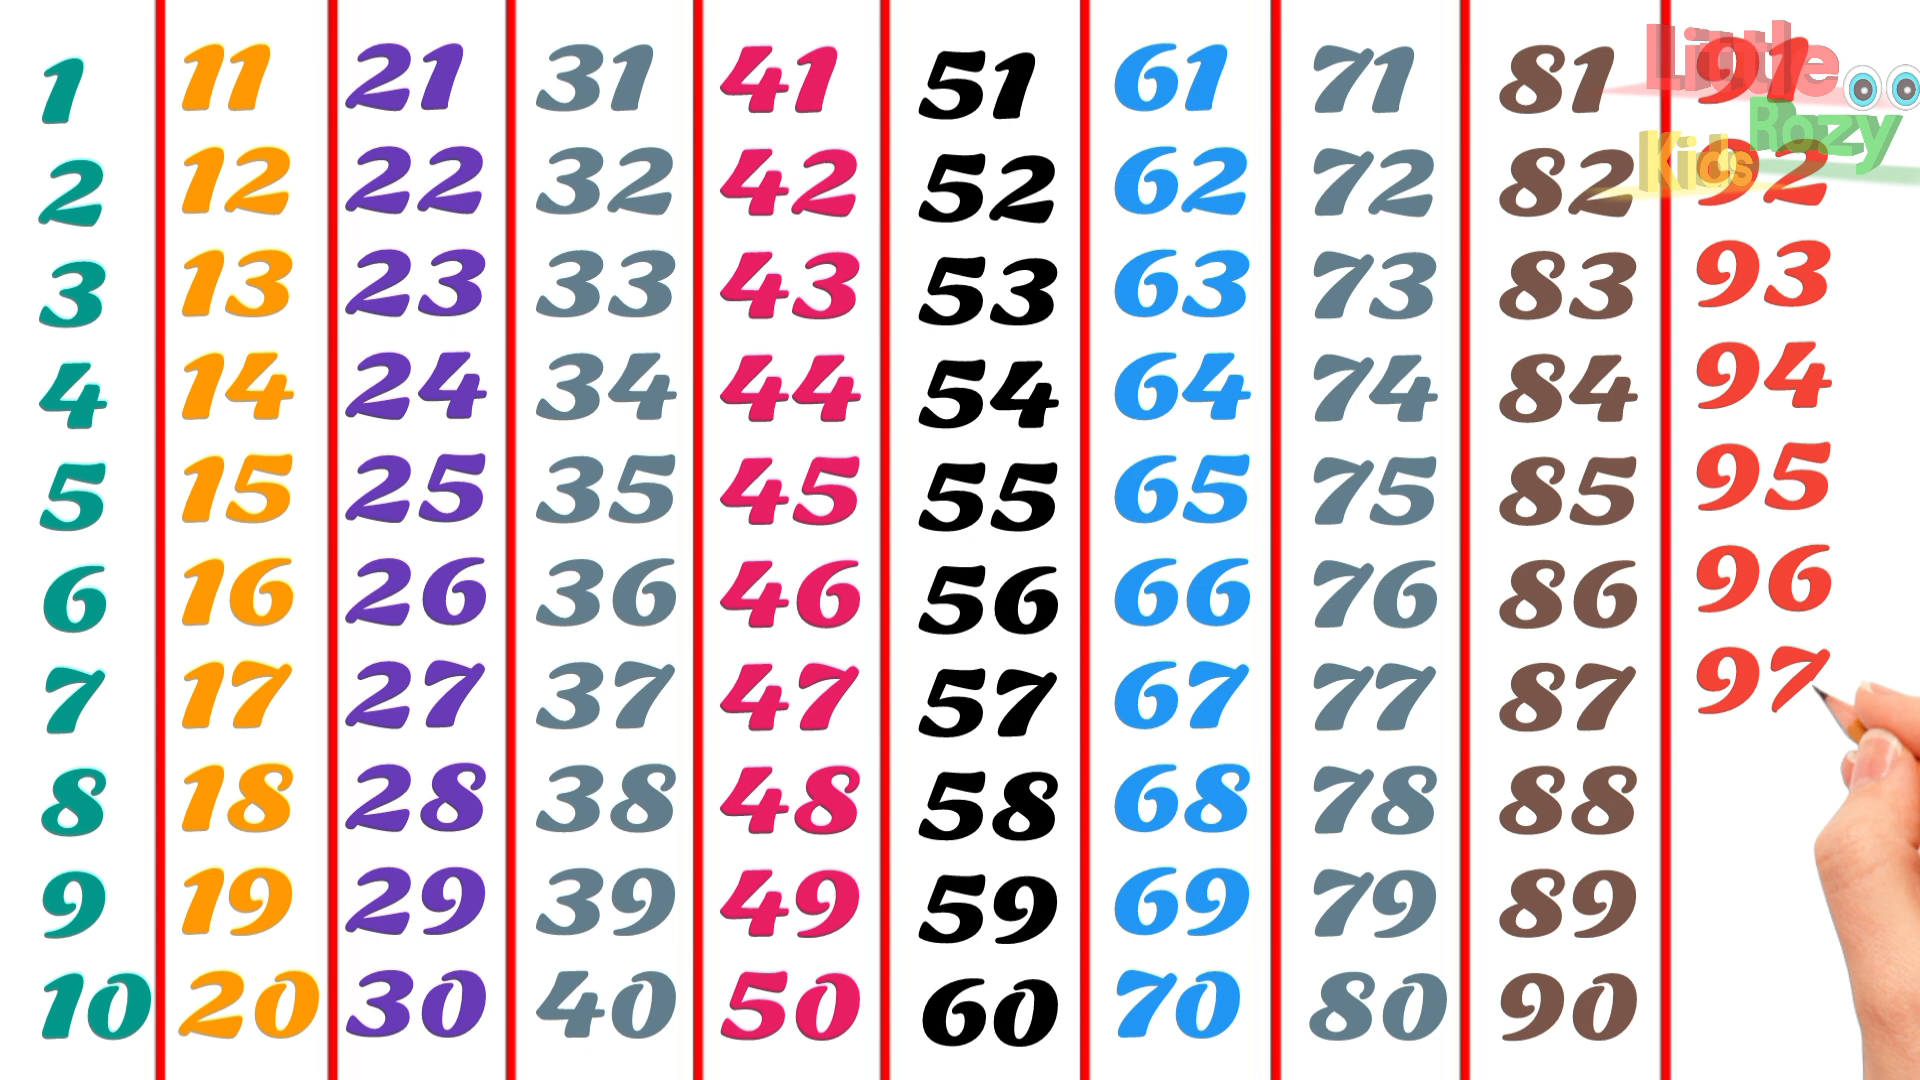 1 11 21 31 41 51 61 71 81 91
2 12 22 32 42 52 62 72 82 92
3 13 23 33 43 53 63 73 83 93
4 14 24 34 44 54 64 74 84 94
5 15 25 35 45 55 65 75 85 95
6 16 26 36 46 56 66 76 86 96
7 17 27 37 47 57 67 77 87 97
8 18 28 38 48 58 68 78 88
9 19 29 39 49 59 69 79 89
10 20 30 40 50 60 70 80 90
Little
Rozy
Kids